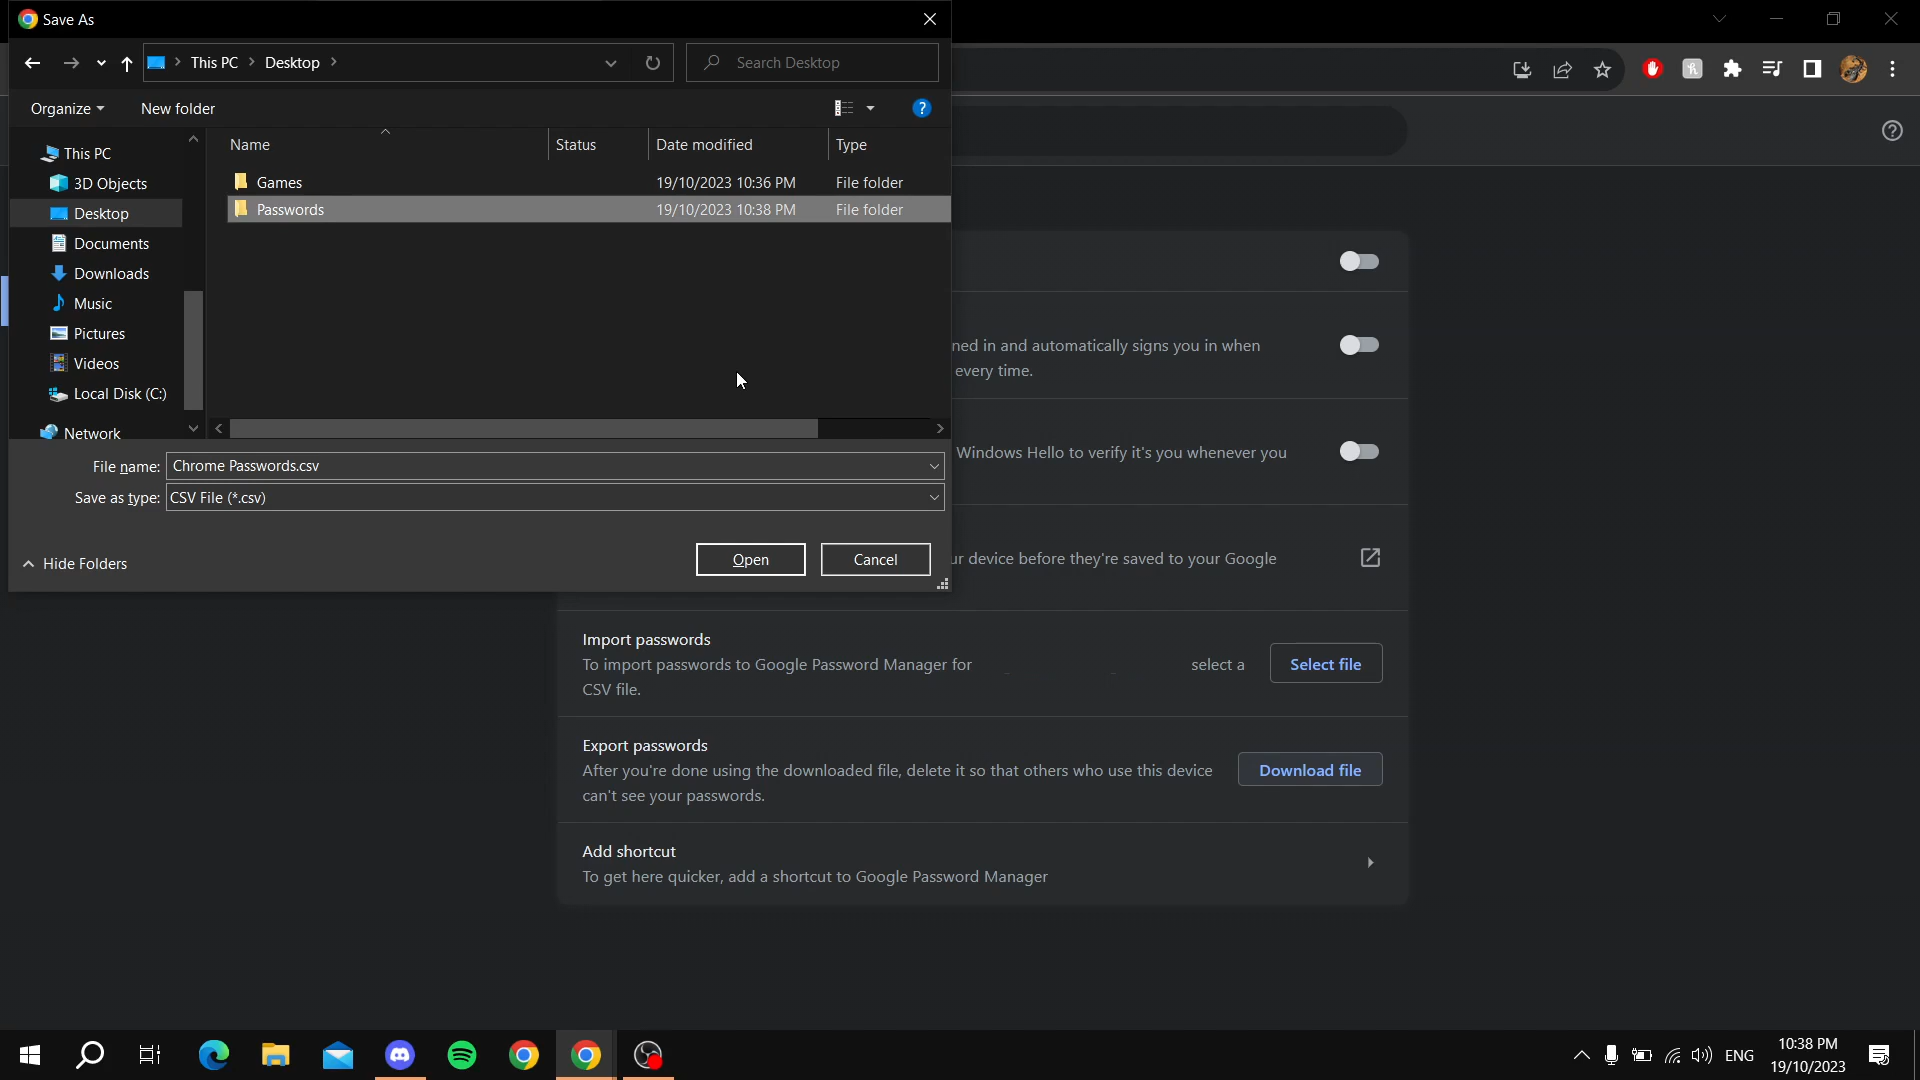 Save As
This PC
Desktop
Search Desktop
Organize
New folder
Name
Status
Date modified
Type
This PC
3D Objects
Desktop
Documents
Downloads
Music
Pictures
Videos
Local Disk (C:)
Network
Games 19/10/2023 10:36 PM File folder
Passwords 19/10/2023 10:38 PM File folder
File name: Chrome Passwords.csv
Save as type: CSV File (*.csv)
Hide Folders
Open
Cancel
ned in and automatically signs you in when
every time.
Windows Hello to verify it's you whenever you
ur device before they're saved to your Google
Import passwords
To import passwords to Google Password Manager for select a
CSV file.
Select file
Export passwords
After you're done using the downloaded file, delete it so that others who use this device
can't see your passwords.
Download file
Add shortcut
To get here quicker, add a shortcut to Google Password Manager
ENG
10:38 PM
19/10/2023